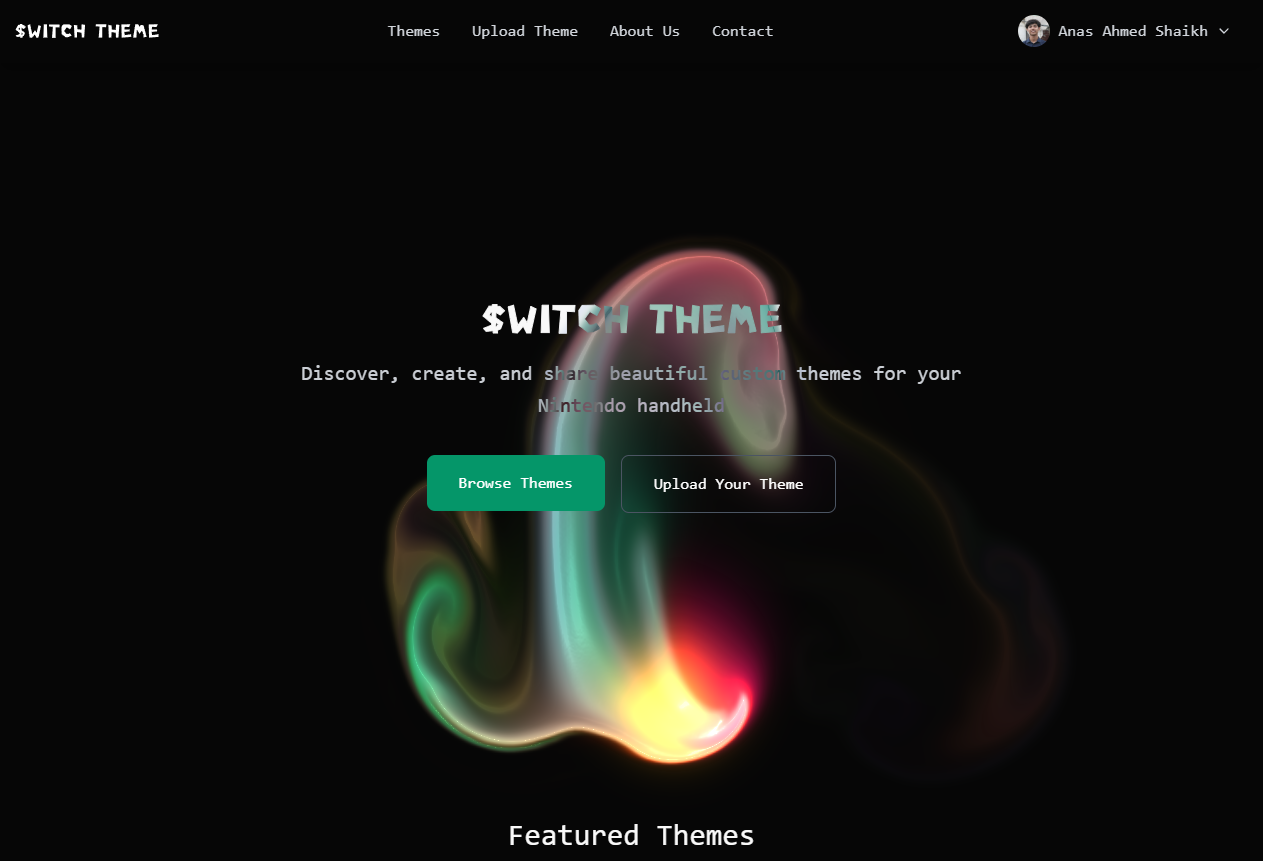 $WITCH THEME
Themes
Upload Theme
About Us
Contact
Anas Ahmed Shaikh
$WITCH THEME
Discover, create, and share beautiful custom themes for your
Nintendo handheld
Browse Themes
Upload Your Theme
Featured Themes